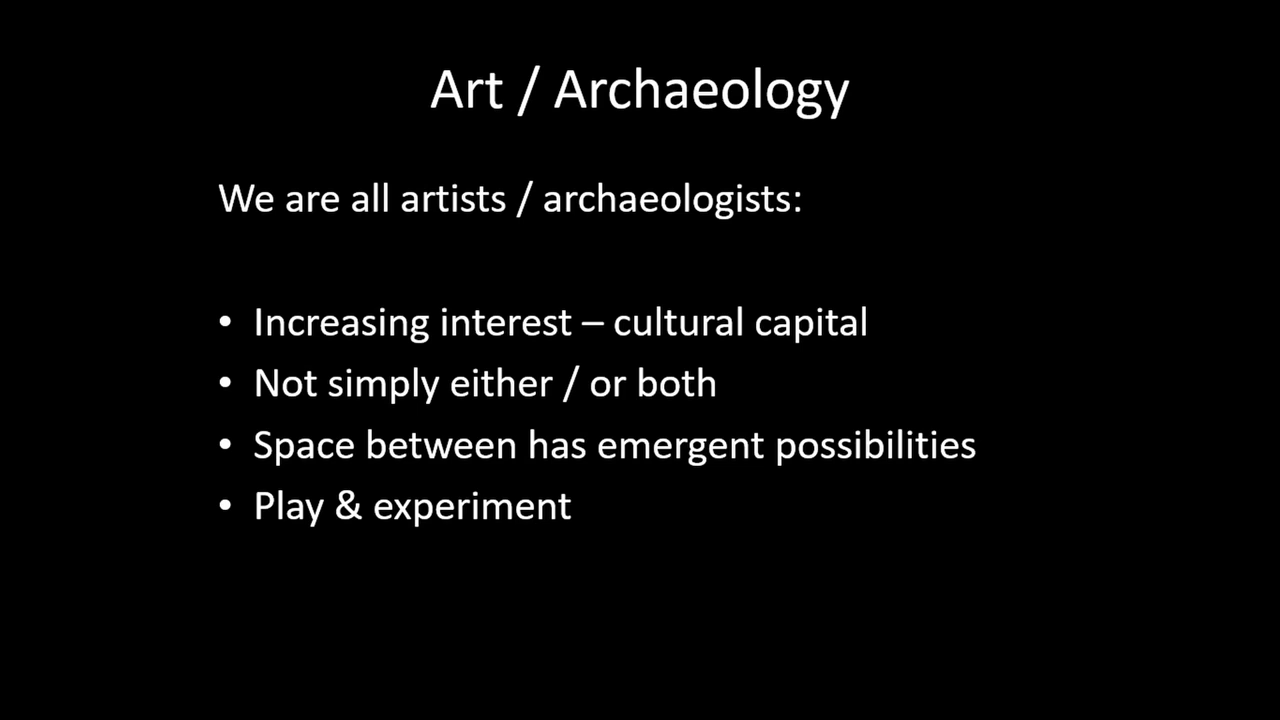 Art / Archaeology
We are all artists / archaeologists:
• Increasing interest – cultural capital
• Not simply either / or both
• Space between has emergent possibilities
• Play & experiment